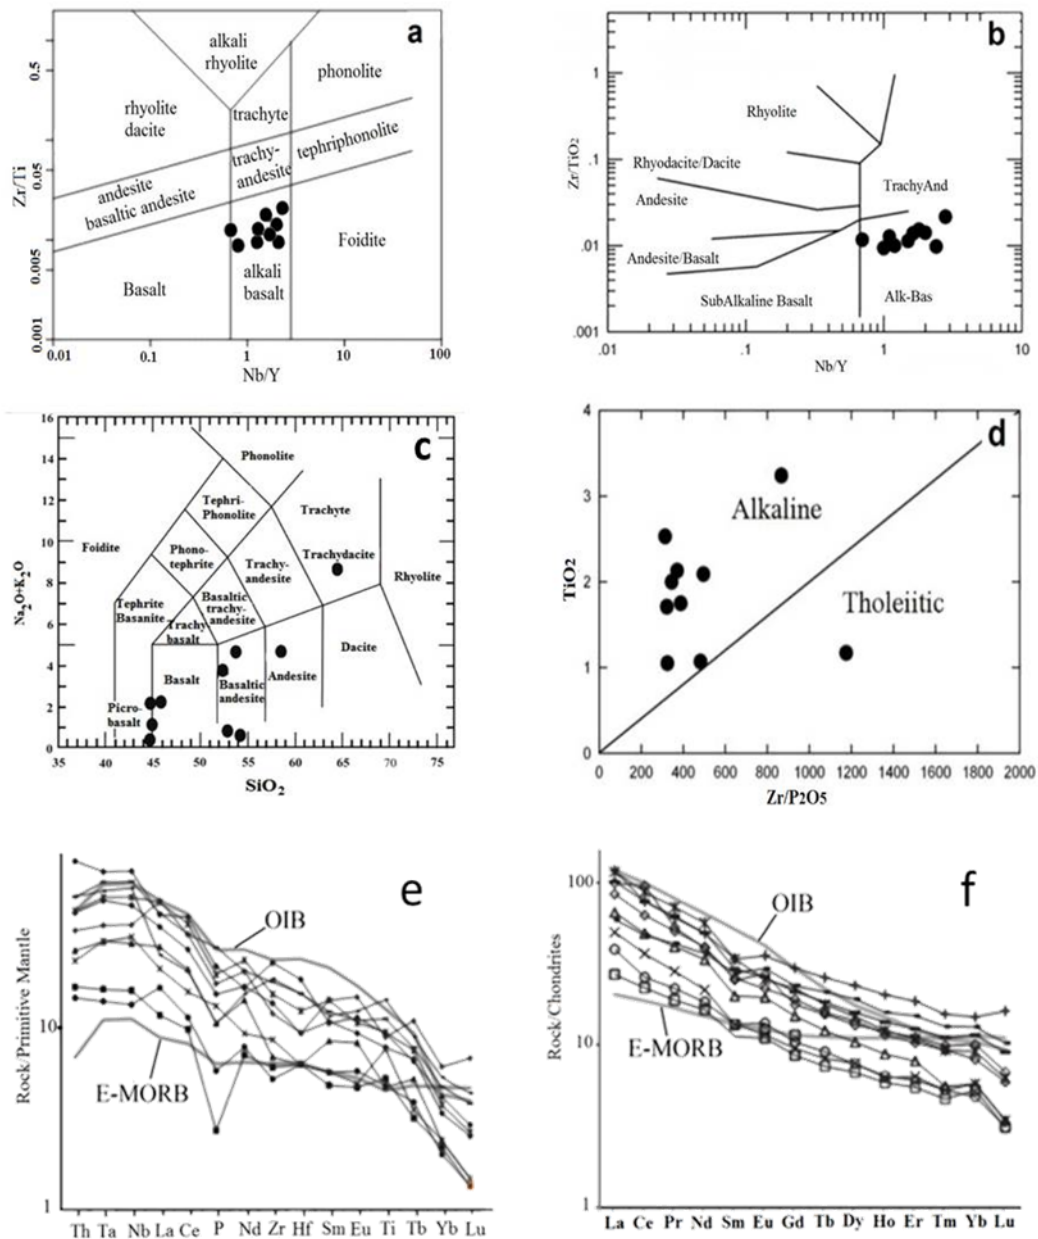 a
alkali
rhyolite
phonolite
0.5
rhyolite
dacite
trachyte
tephriphonolite
trachy-
andesite
Zr/Ti
0.05
andesite
basaltic andesite
Foidite
0.005
Basalt
alkali
basalt
0.001
0.01
0.1
1
10
100
Nb/Y
b
1
Rhyolite
Zr/TiO2
.1
Rhyodacite/Dacite
TrachyAnd
Andesite
.01
Andesite/Basalt
SubAlkaline Basalt
Alk-Bas
.001
.01
.1
1
10
Nb/Y
c
16
14
12
10
8
6
4
2
0
Na2O+K2O
Phonolite
Tephri-
Phonolite
Trachyte
Foidite
Phono-
tephrite
Trachy-
andesite
Trachydacite
Rhyolite
Tephrite
Basanite
Basaltic
trachy-
andesite
Trachy
basalt
Dacite
Basalt
Basaltic
andesite
Andesite
Picro-
basalt
35
45
50
55
60
65
70
75
SiO2
d
4
3
2
1
0
TiO2
Alkaline
Tholeiitic
0
200
400
600
800
1000
1200
1400
1600
1800
2000
Zr/P2O5
e
OIB
Rock/Primitive Mantle
10
E-MORB
1
Th Ta Nb La Ce P Nd Zr Hf Sm Eu Ti Tb Yb Lu
f
100
OIB
Rock/Chondrites
10
E-MORB
1
La Ce Pr Nd Sm Eu Gd Tb Dy Ho Er Tm Yb Lu